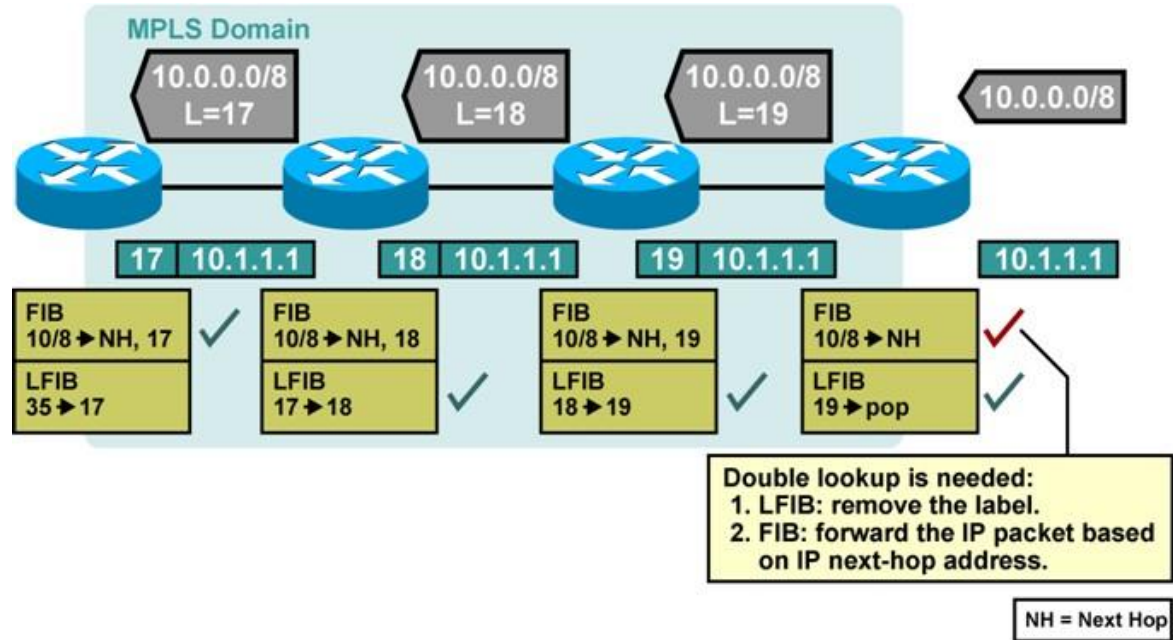 MPLS Domain
10.0.0.0/8
L=17
10.0.0.0/8
L=18
10.0.0.0/8
L=19
10.0.0.0/8
17 10.1.1.1
18 10.1.1.1
19 10.1.1.1
10.1.1.1
FIB
10/8 → NH, 17
LFIB
35 → 17
FIB
10/8 → NH, 18
LFIB
17 → 18
FIB
10/8 → NH, 19
LFIB
18 → 19
FIB
10/8 → NH
LFIB
19 → pop
Double lookup is needed:
1. LFIB: remove the label.
2. FIB: forward the IP packet based
on IP next-hop address.
NH = Next Hop